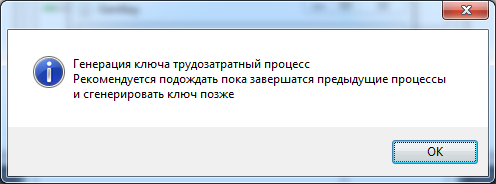 Генерация ключа трудозатратный процесс
Рекомендуется подождать пока завершатся предыдущие процессы
и сгенерировать ключ позже
OK